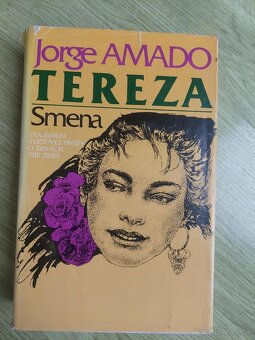 Jorge AMADO
TEREZA
Smena
EVA-EDÍCIA
SVETOVEJ PRÓZY
O ŽENÁCH
PRE ŽENY